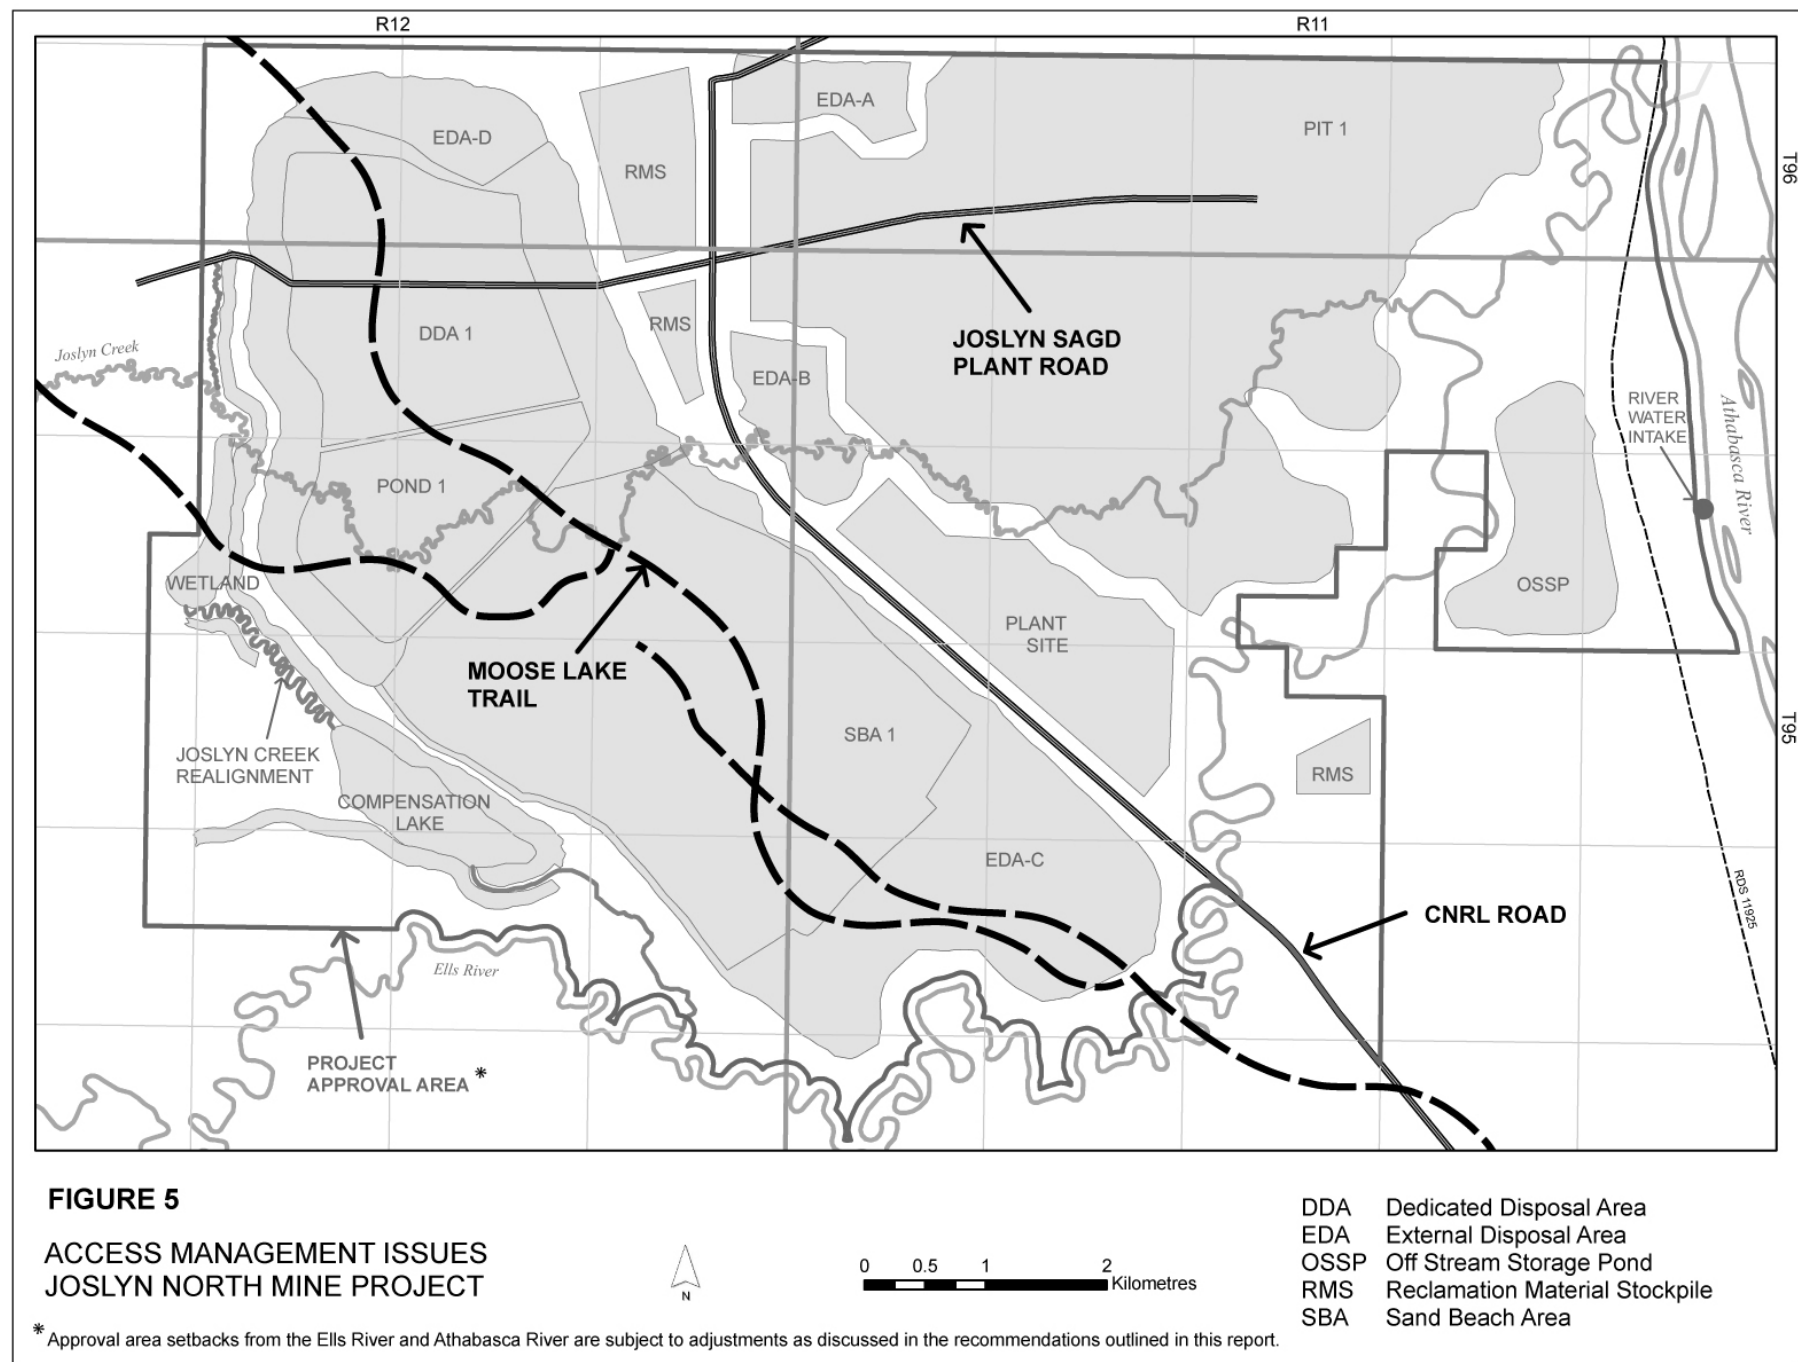 R12
R11
EDA-A
EDA-D
PIT 1
RMS
T96
DDA 1
RMS
JOSLYN SAGD
PLANT ROAD
Joslyn Creek
EDA-B
RIVER
WATER
INTAKE
Athabasca River
POND 1
WETLAND
OSSP
PLANT
SITE
MOOSE LAKE
TRAIL
SBA 1
T95
JOSLYN CREEK
REALIGNMENT
RMS
COMPENSATION
LAKE
EDA-C
RDS 11925
CNRL ROAD
Ells River
PROJECT
APPROVAL AREA *
FIGURE 5
ACCESS MANAGEMENT ISSUES
JOSLYN NORTH MINE PROJECT
N
0 0.5 1 2
Kilometres
DDA Dedicated Disposal Area
EDA External Disposal Area
OSSP Off Stream Storage Pond
RMS Reclamation Material Stockpile
SBA Sand Beach Area
* Approval area setbacks from the Ells River and Athabasca River are subject to adjustments as discussed in the recommendations outlined in this report.